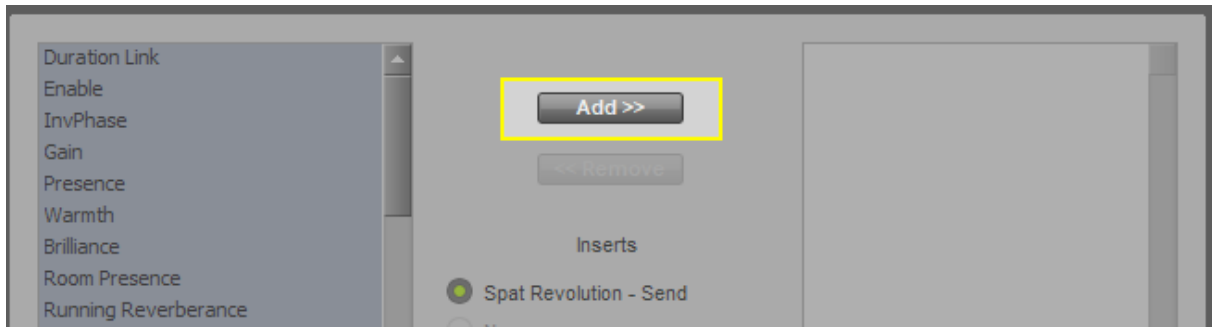 Duration Link
Enable
InvPhase
Gain
Presence
Warmth
Brilliance
Room Presence
Running Reverberance
Add >>
<< Remove
Inserts
Spat Revolution - Send